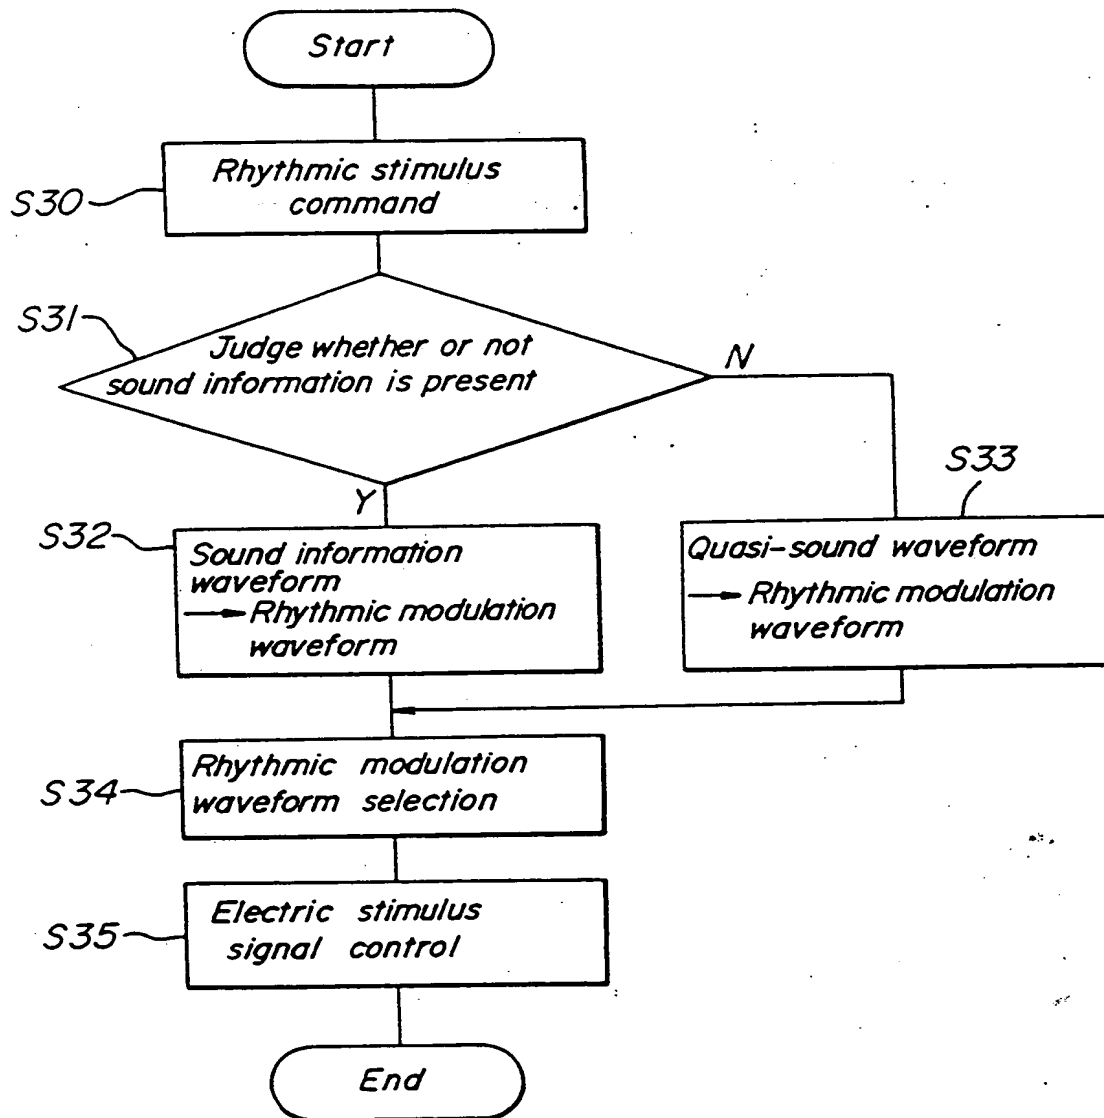 Start
S30
Rhythmic stimulus
command
S31
Judge whether or not
sound information is present
N
Y
S32
Sound information
waveform
→ Rhythmic modulation
waveform
S33
Quasi-sound waveform
→ Rhythmic modulation
waveform
S34
Rhythmic modulation
waveform selection
S35
Electric stimulus
signal control
End